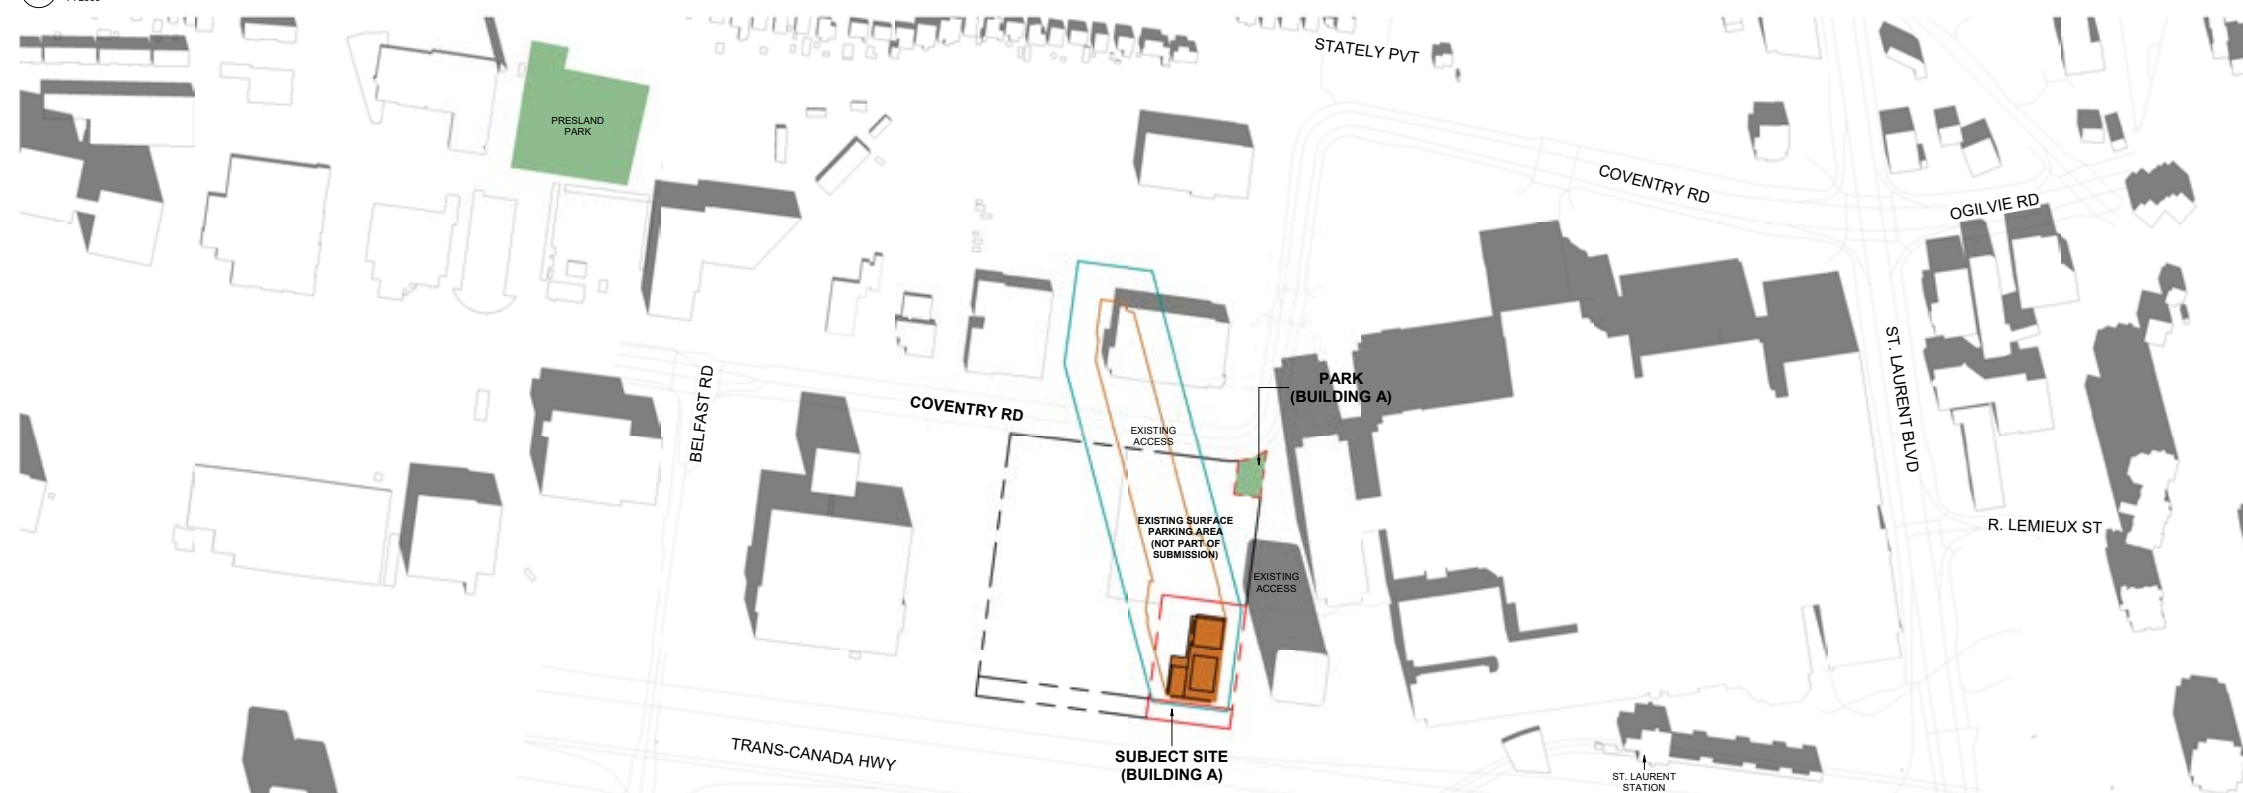 STATELY PVT
PRESLAND
PARK
COVENTRY RD
OGILVIE RD
ST. LAURENT BLVD
BELFAST RD
COVENTRY RD
PARK
(BUILDING A)
EXISTING
ACCESS
EXISTING SURFACE
PARKING AREA
(NOT PART OF
SUBMISSION)
R. LEMIEUX ST
EXISTING
ACCESS
TRANS-CANADA HWY
SUBJECT SITE
(BUILDING A)
ST. LAURENT
STATION